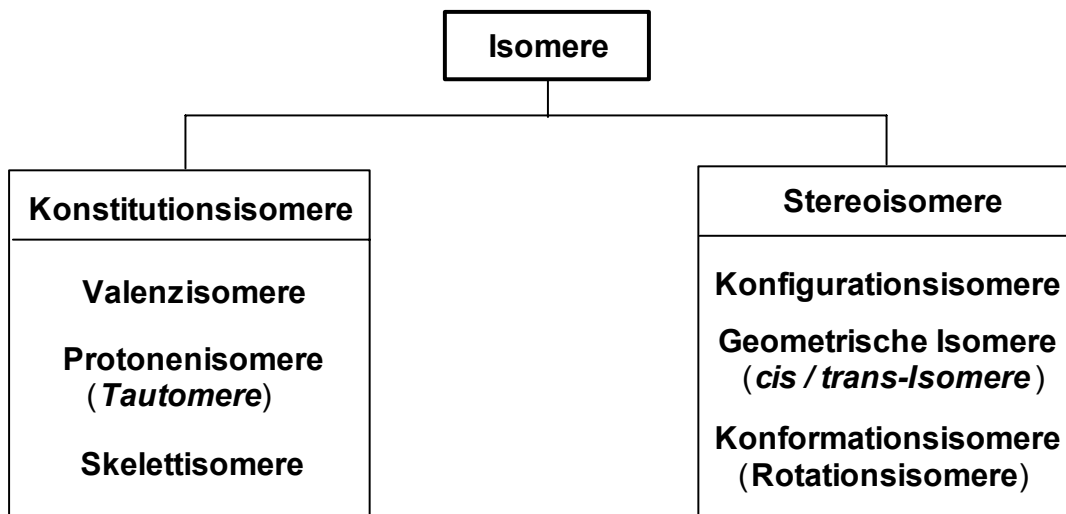 Isomere
Konstitutionsisomere
Valenzisomere
Protonenisomere
(Tautomere)
Skelettisomere
Stereoisomere
Konfigurationsisomere
Geometrische Isomere
(cis / trans-Isomere)
Konformationsisomere
(Rotationsisomere)